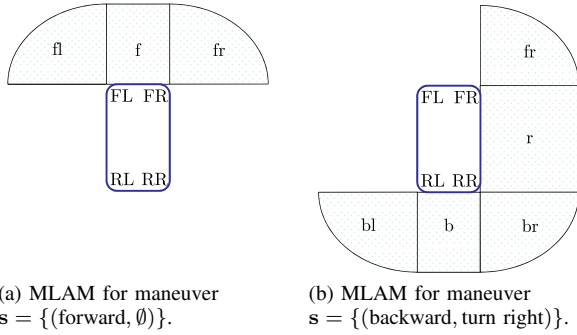 fl f fr
FL FR
RL RR
fr
FL FR
r
RL RR
bl b br
(a) MLAM for maneuver
s = {(forward, ∅)}.
(b) MLAM for maneuver
s = {(backward, turn right)}.